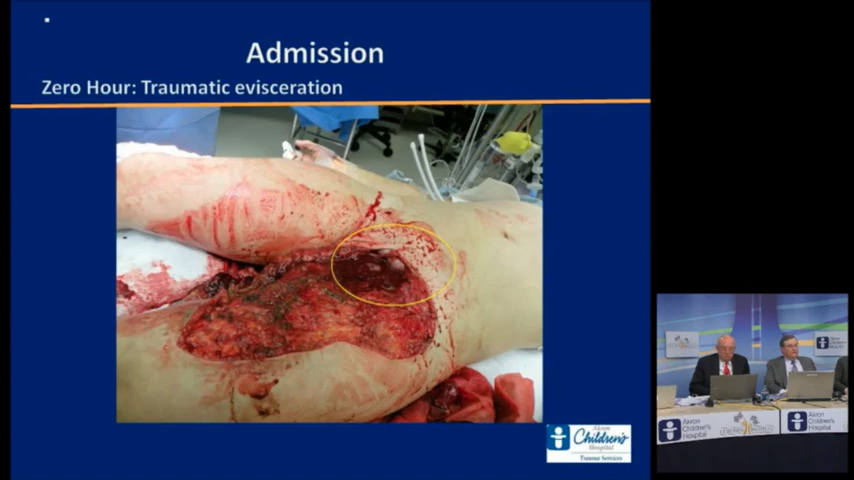 Admission
Zero Hour: Traumatic evisceration
Akron
Children's
Hospital
Trauma Services
Akron
Children's
Hospital
Akron
Children's
Hospital